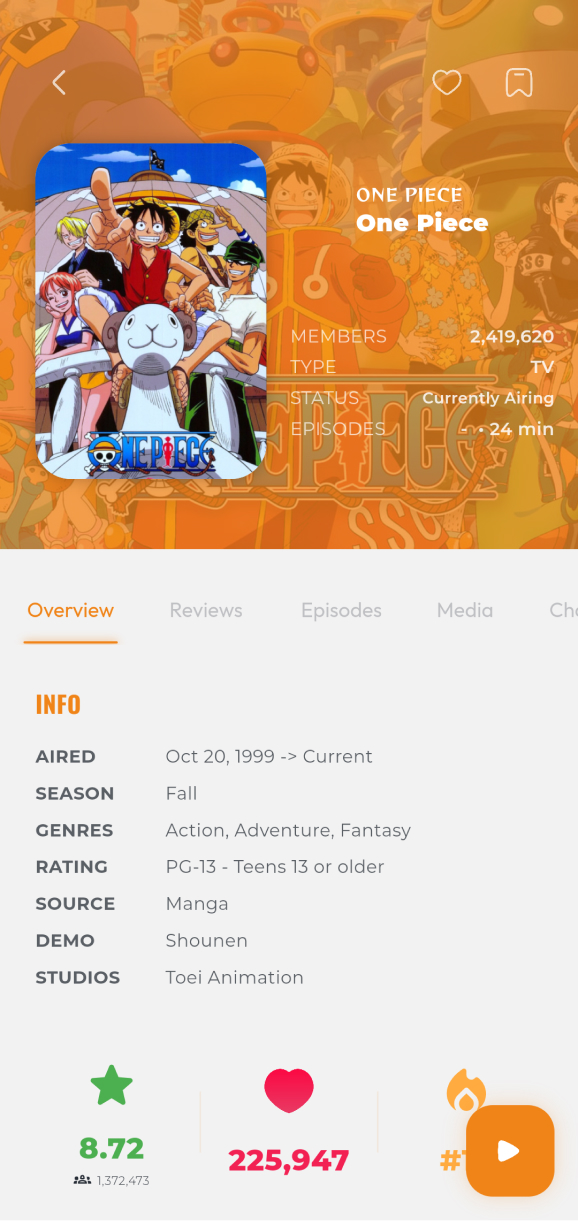 ONE PIECE
One Piece
MEMBERS 2,419,620
TYPE TV
STATUS Currently Airing
EPISODES - • 24 min
ONE PIECE
Overview Reviews Episodes Media
INFO
AIRED Oct 20, 1999 -> Current
SEASON Fall
GENRES Action, Adventure, Fantasy
RATING PG-13 - Teens 13 or older
SOURCE Manga
DEMO Shounen
STUDIOS Toei Animation
8.72 225,947
1,372,473